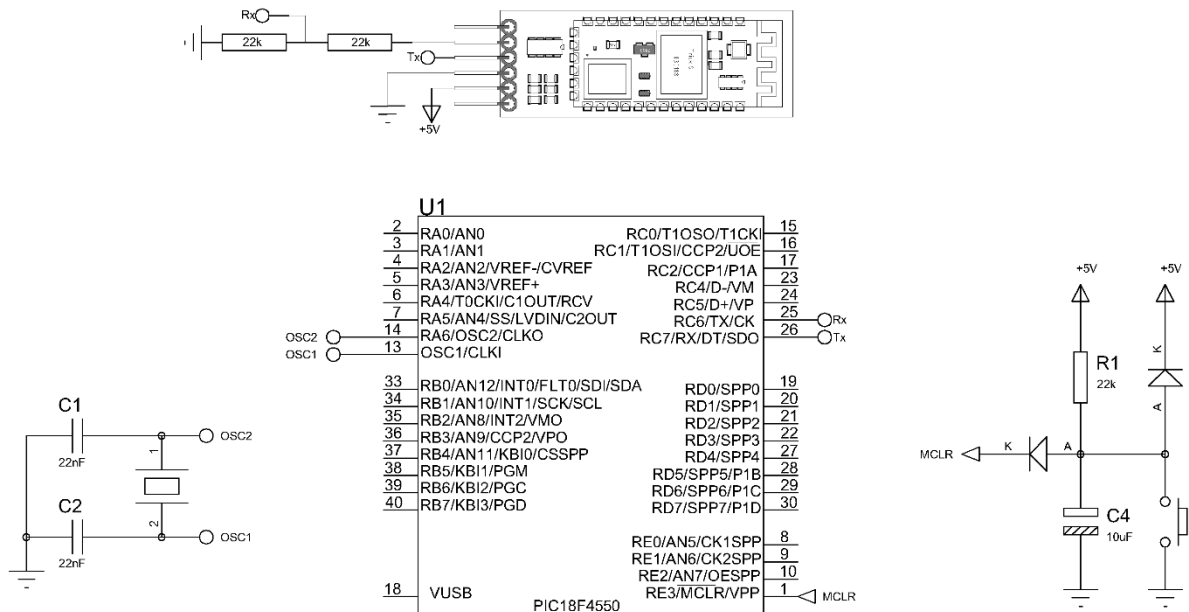 Rx
22k
22k
Tx
+5V
U1
2 RA0/AN0
3 RA1/AN1
4 RA2/AN2/VREF-/CVREF
5 RA3/AN3/VREF+
6 RA4/T0CKI/C1OUT/RCV
7 RA5/AN4/SS/LVDIN/C2OUT
OSC2 14 RA6/OSC2/CLKO
OSC1 13 OSC1/CLKI
33 RB0/AN12/INT0/FLT0/SDI/SDA
34 RB1/AN10/INT1/SCK/SCL
35 RB2/AN8/INT2/VMO
36 RB3/AN9/CCP2/VPO
37 RB4/AN11/KBI0/CSSPP
38 RB5/KBI1/PGM
39 RB6/KBI2/PGC
40 RB7/KBI3/PGD
18 VUSB
RC0/T1OSO/T1CKI 15
RC1/T1OSI/CCP2/UOE 16
RC2/CCP1/P1A 17
RC4/D-/VM 23
RC5/D+/VP 24
RC6/TX/CK 25 Rx
RC7/RX/DT/SDO 26 Tx
RD0/SPP0 19
RD1/SPP1 20
RD2/SPP2 21
RD3/SPP3 22
RD4/SPP4 27
RD5/SPP5/P1B 28
RD6/SPP6/P1C 29
RD7/SPP7/P1D 30
RE0/AN5/CK1SPP 8
RE1/AN6/CK2SPP 9
RE2/AN7/OESPP 10
RE3/MCLR/VPP 1 MCLR
PIC18F4550
C1
22nF
1
OSC2
C2
22nF
2
OSC1
+5V
+5V
R1
22k
K
A
MCLR
K
A
C4
10uF